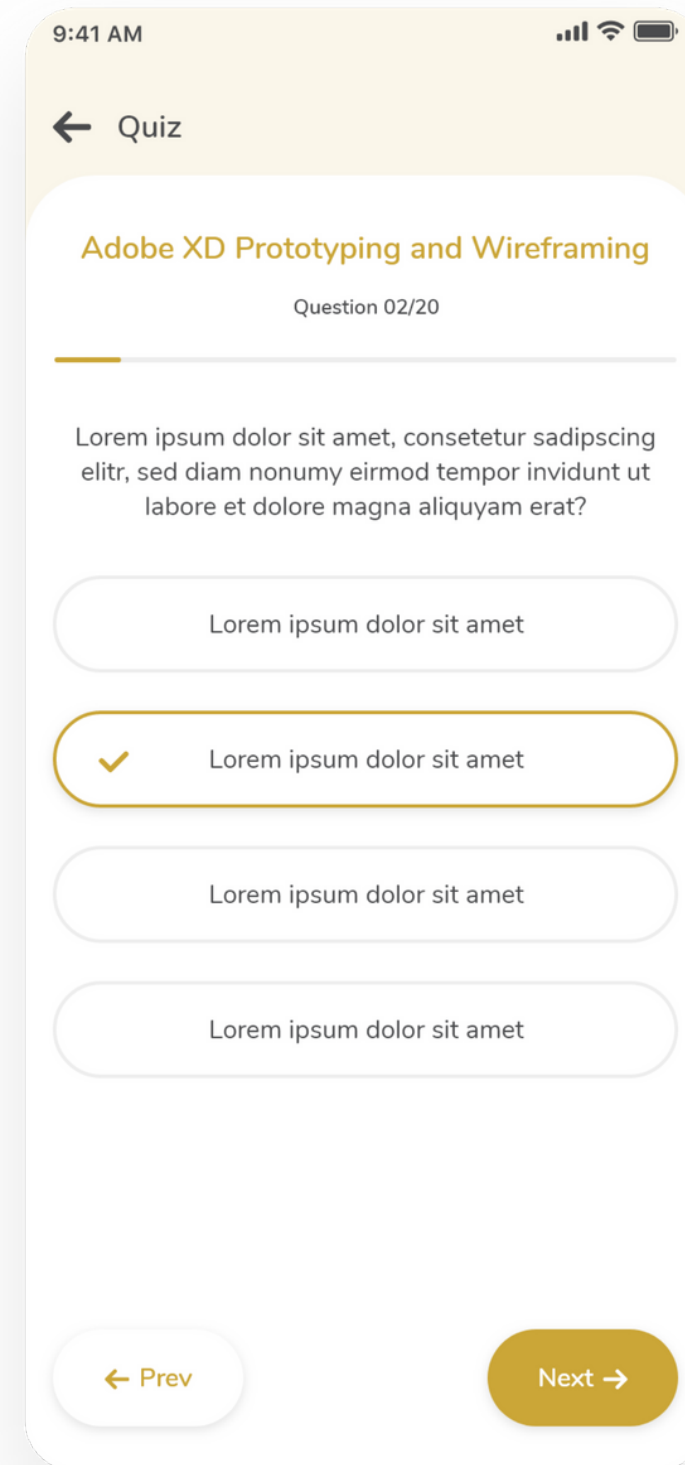 9:41 AM
Quiz
Adobe XD Prototyping and Wireframing
Question 02/20
Lorem ipsum dolor sit amet, consetetur sadipscing
elitr, sed diam nonumy eirmod tempor invidunt ut
labore et dolore magna aliquyam erat?
Lorem ipsum dolor sit amet
Lorem ipsum dolor sit amet
Lorem ipsum dolor sit amet
Lorem ipsum dolor sit amet
Prev
Next